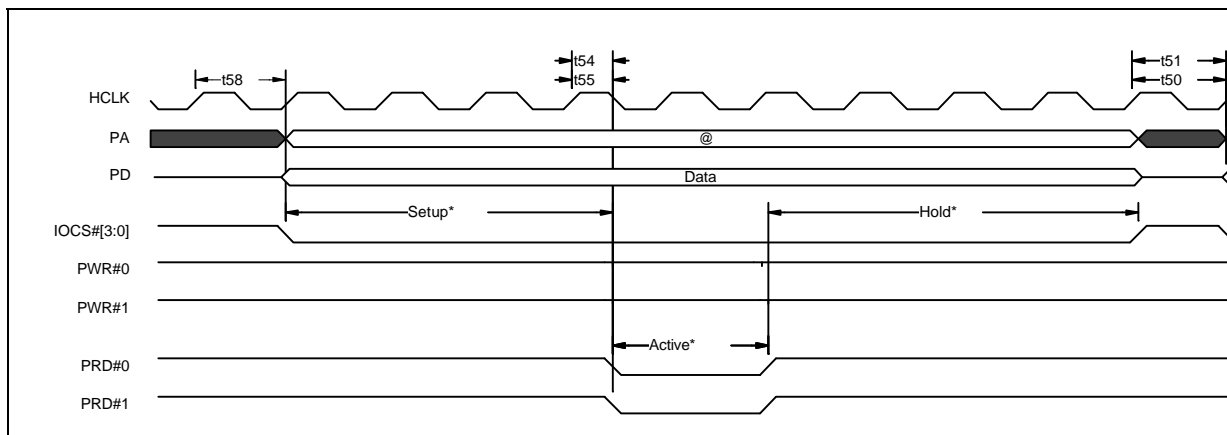 t54
t51
t58
t55
t50
HCLK
PA
@
PD
Data
Setup*
Hold*
IOCS#[3:0]
PWR#0
PWR#1
Active*
PRD#0
PRD#1